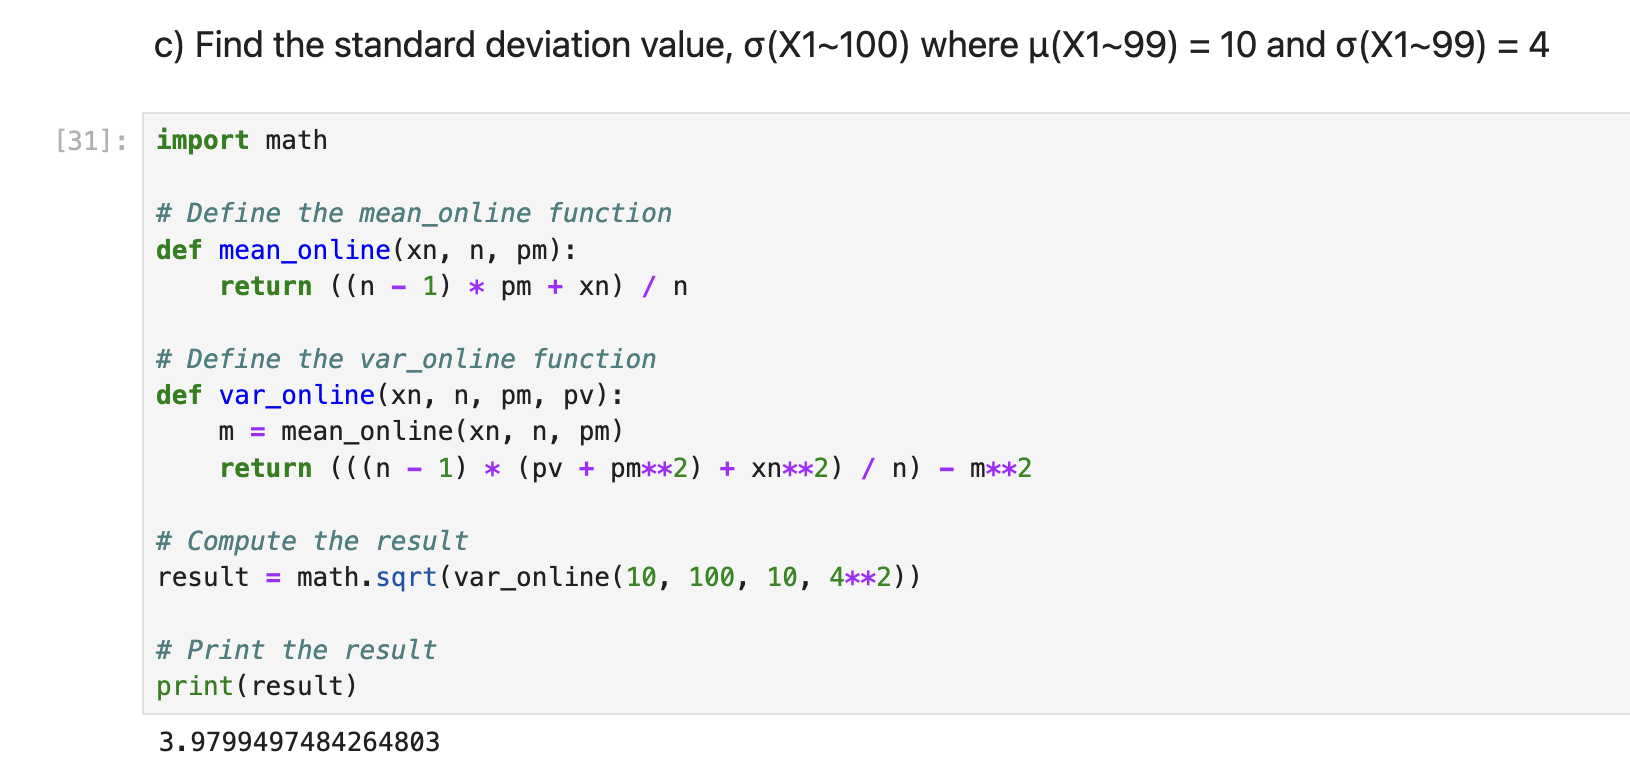 c) Find the standard deviation value, σ(X1~100) where μ(X1~99) = 10 and σ(X1~99) = 4
[31]:
import math
# Define the mean_online function
def mean_online(xn, n, pm):
    return ((n - 1) * pm + xn) / n
# Define the var_online function
def var_online(xn, n, pm, pv):
    m = mean_online(xn, n, pm)
    return (((n - 1) * (pv + pm**2) + xn**2) / n) - m**2
# Compute the result
result = math.sqrt(var_online(10, 100, 10, 4**2))
# Print the result
print(result)
3.9799497484264803